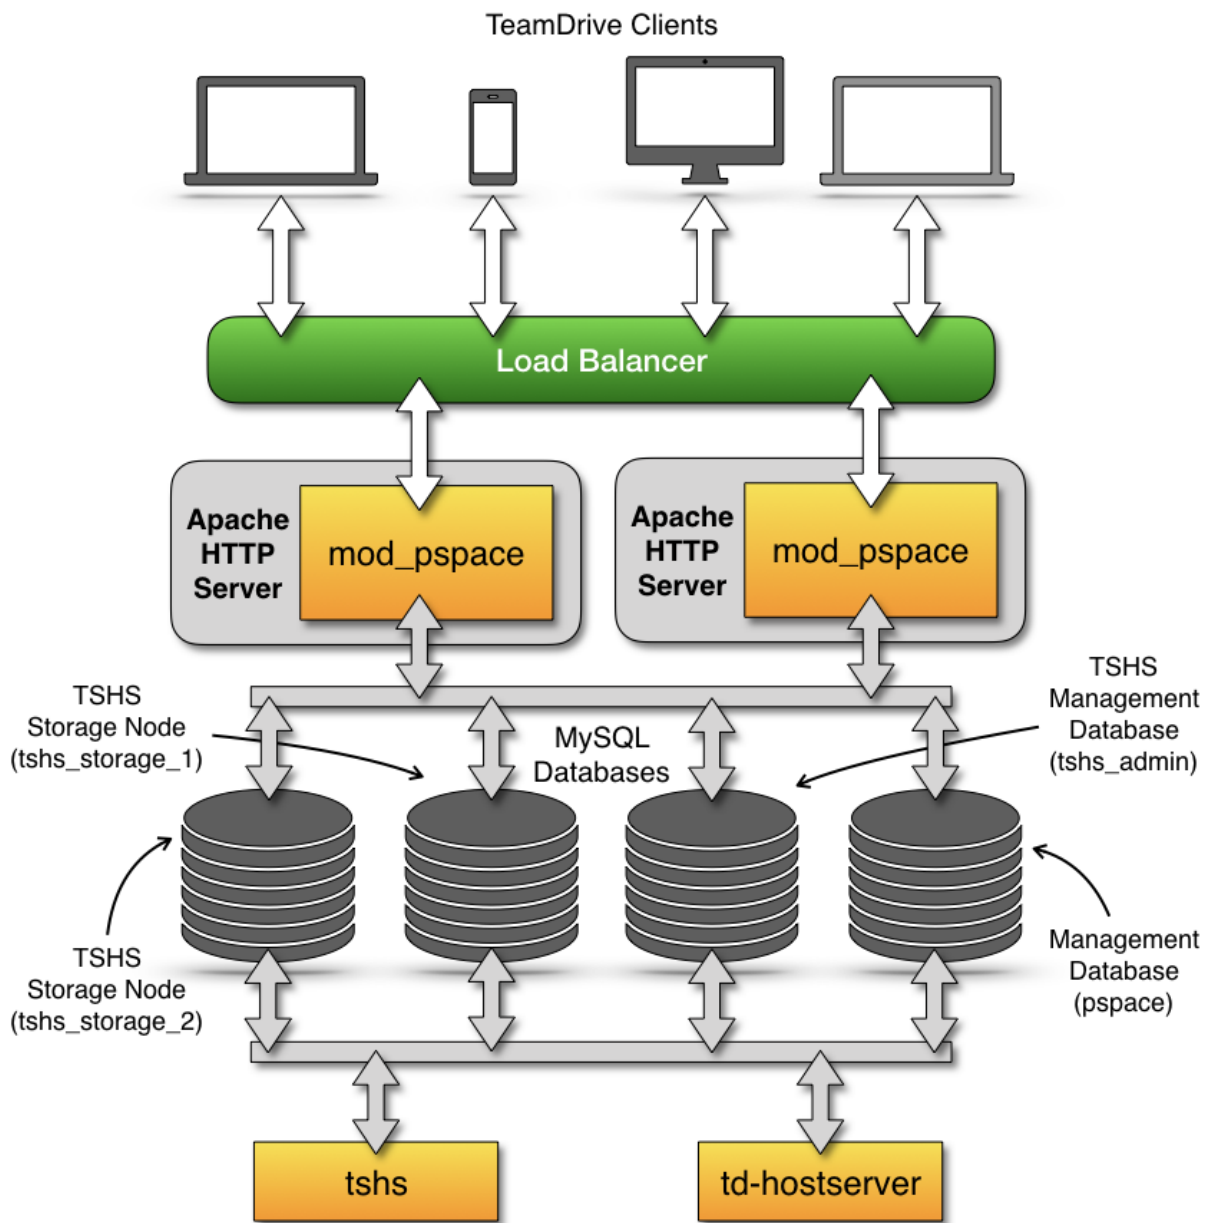 TeamDrive Clients
Load Balancer
Apache
HTTP
Server
mod_pspace
Apache
HTTP
Server
mod_pspace
TSHS
Storage Node
(tshs_storage_1)
MySQL
Databases
TSHS
Management
Database
(tshs_admin)
TSHS
Storage Node
(tshs_storage_2)
Management
Database
(pspace)
tshs
td-hostserver